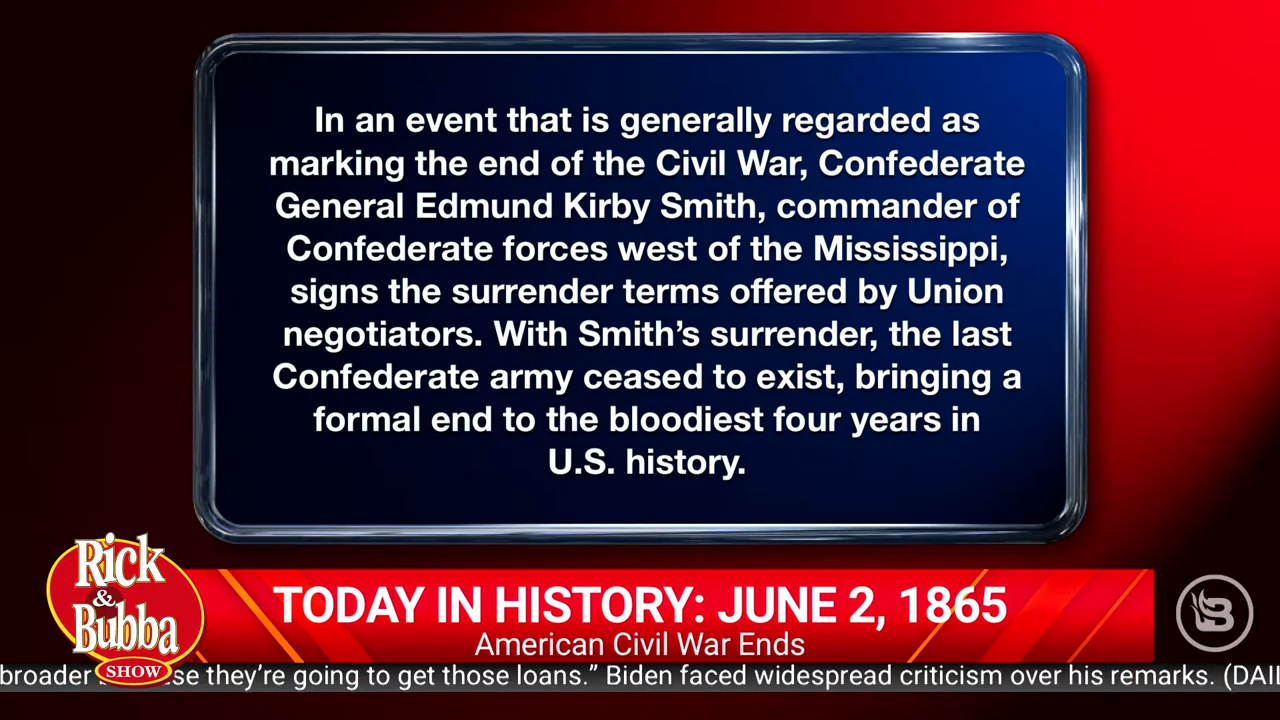 In an event that is generally regarded as
marking the end of the Civil War, Confederate
General Edmund Kirby Smith, commander of
Confederate forces west of the Mississippi,
signs the surrender terms offered by Union
negotiators. With Smith’s surrender, the last
Confederate army ceased to exist, bringing a
formal end to the bloodiest four years in
U.S. history.
Rick
&
Bubba
SHOW
TODAY IN HISTORY: JUNE 2, 1865
American Civil War Ends
B
broader they’re going to get those loans.” Biden faced widespread criticism over his remarks. (DAIL